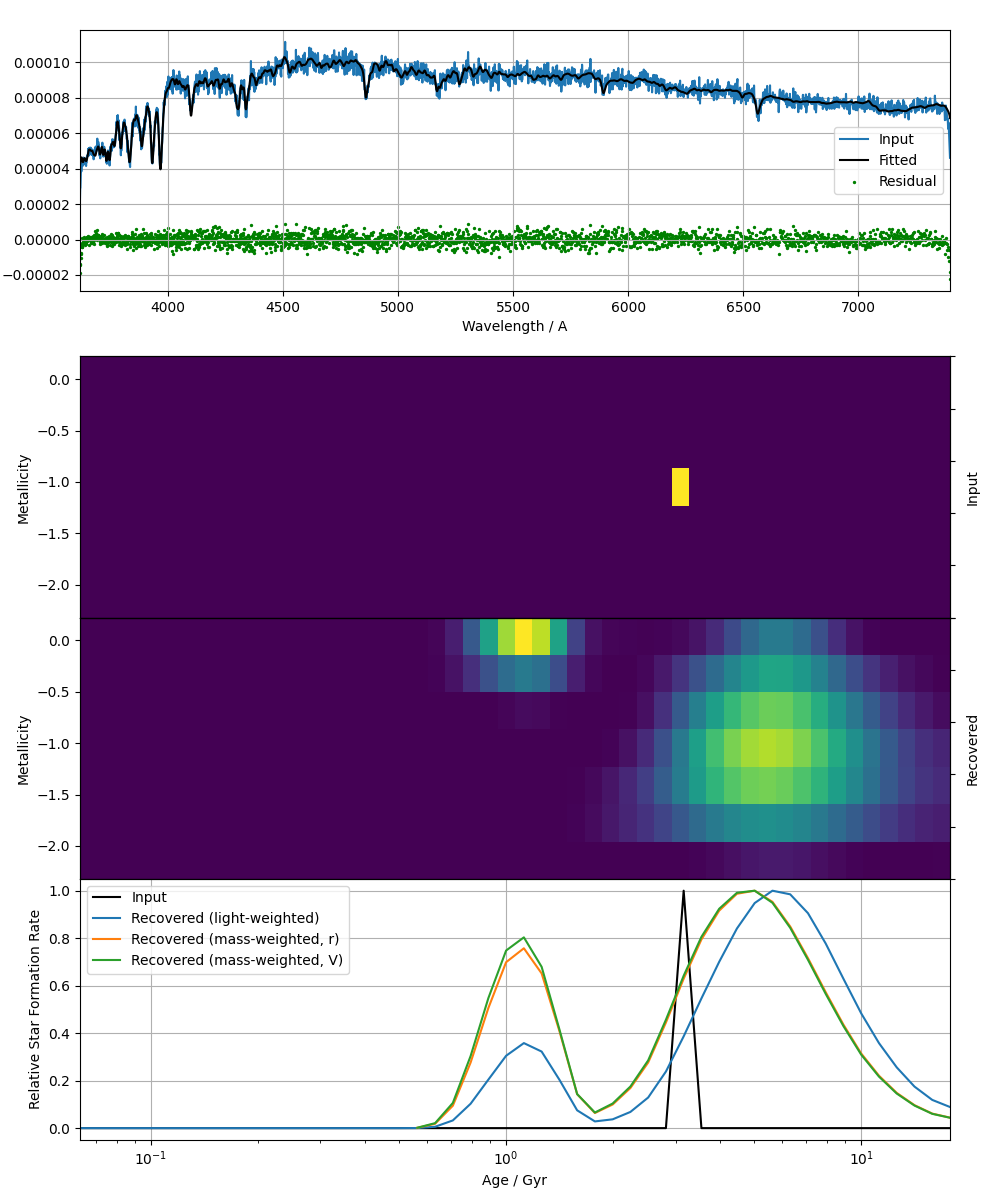 0.00010
0.00008
0.00006
0.00004
0.00002
0.00000
−0.00002
Input
Fitted
Residual
4000 4500 5000 5500 6000 6500 7000
Wavelength / A
0.0
−0.5
−1.0
−1.5
−2.0
Metallicity
Input
0.0
−0.5
−1.0
−1.5
−2.0
Metallicity
Recovered
1.0
0.8
0.6
0.4
0.2
0.0
Relative Star Formation Rate
Input
Recovered (light-weighted)
Recovered (mass-weighted, r)
Recovered (mass-weighted, V)
10⁻¹ 10⁰ 10¹
Age / Gyr